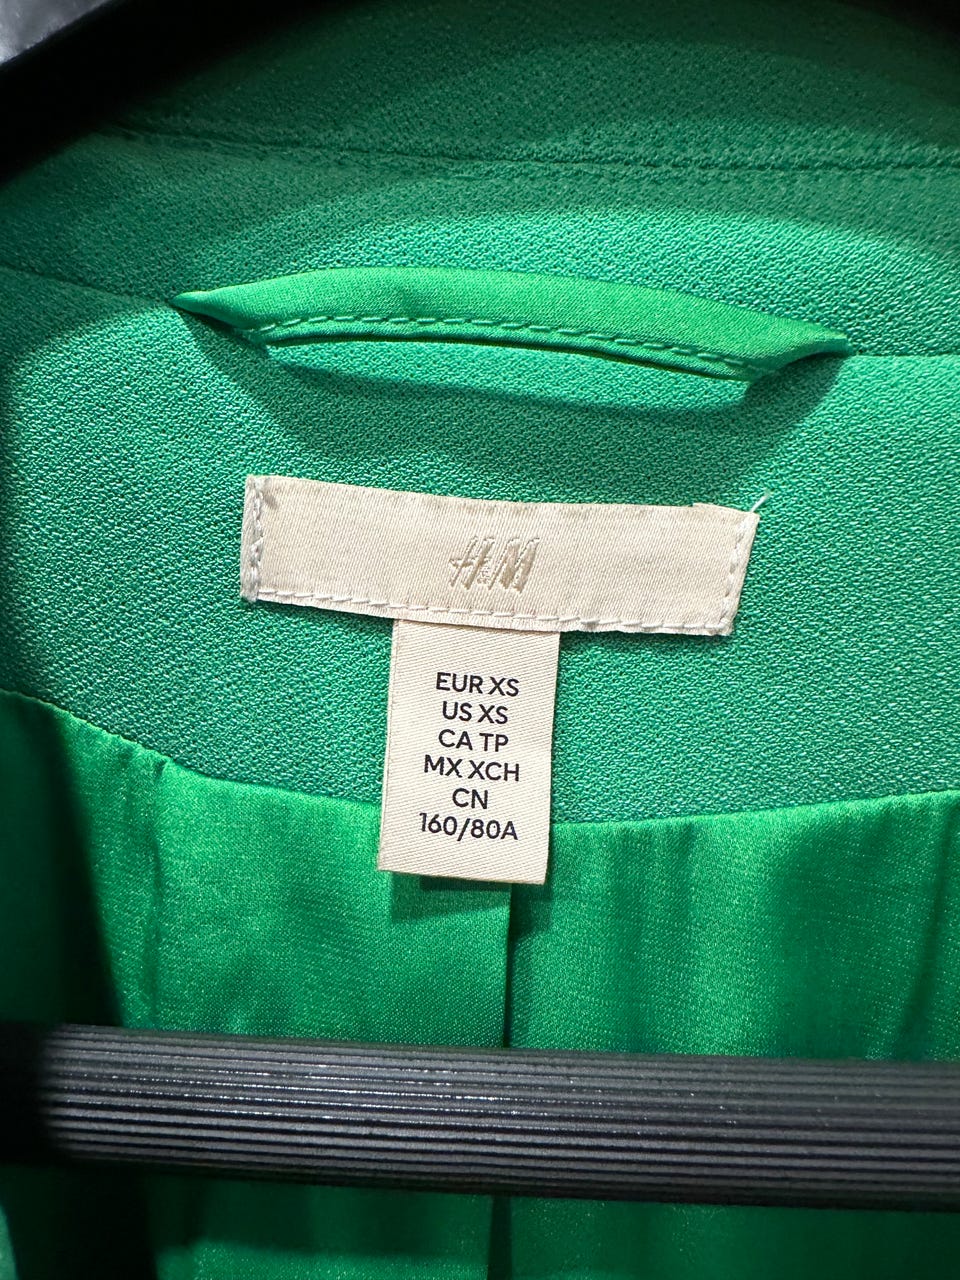 H&M
EUR XS
US XS
CA TP
MX XCH
CN
160/80A